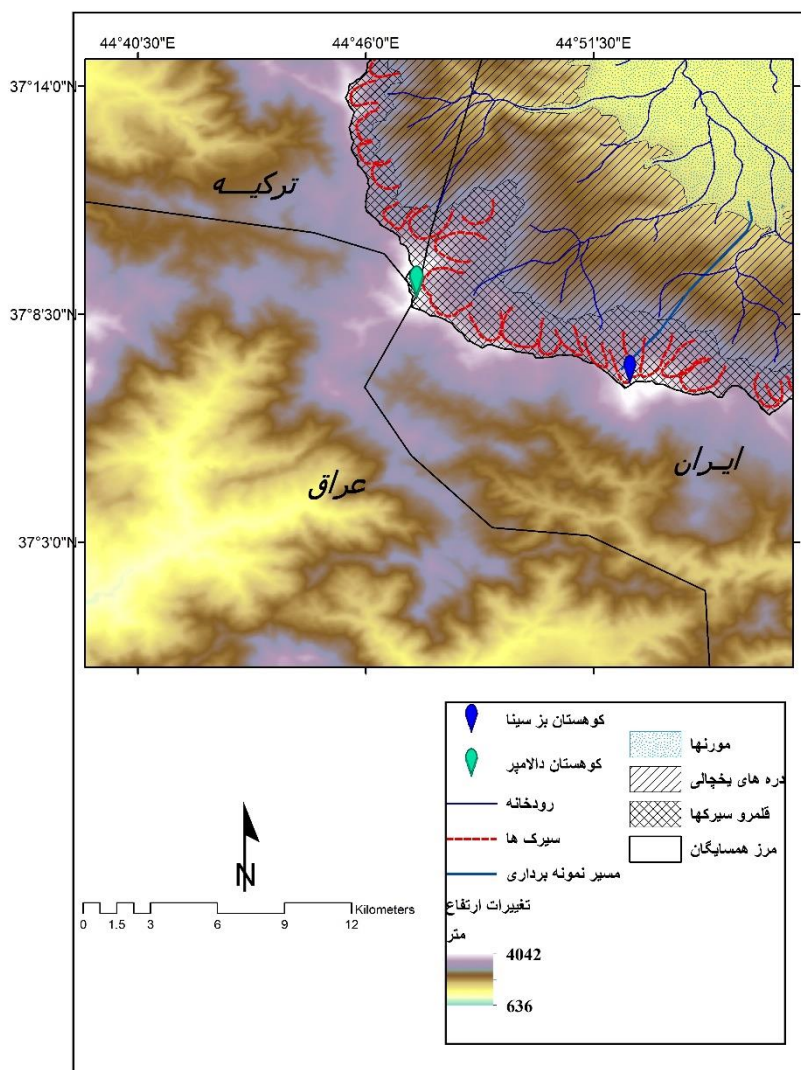 44°40'30"E 44°46'0"E 44°51'30"E
37°14'0"N
37°8'30"N
37°3'0"N
ترکیـــه
عراق
ایـران
کوهستان بز سینا
کوهستان دالامپر
رودخانه
سیرک ها
مسیر نمونه برداری
تغییرات ارتفاع
متر
4042
636
مورنها
دره های یخچالی
قلمرو سیرکها
مرز همسایگان
N
Kilometers
0 1.5 3 6 9 12